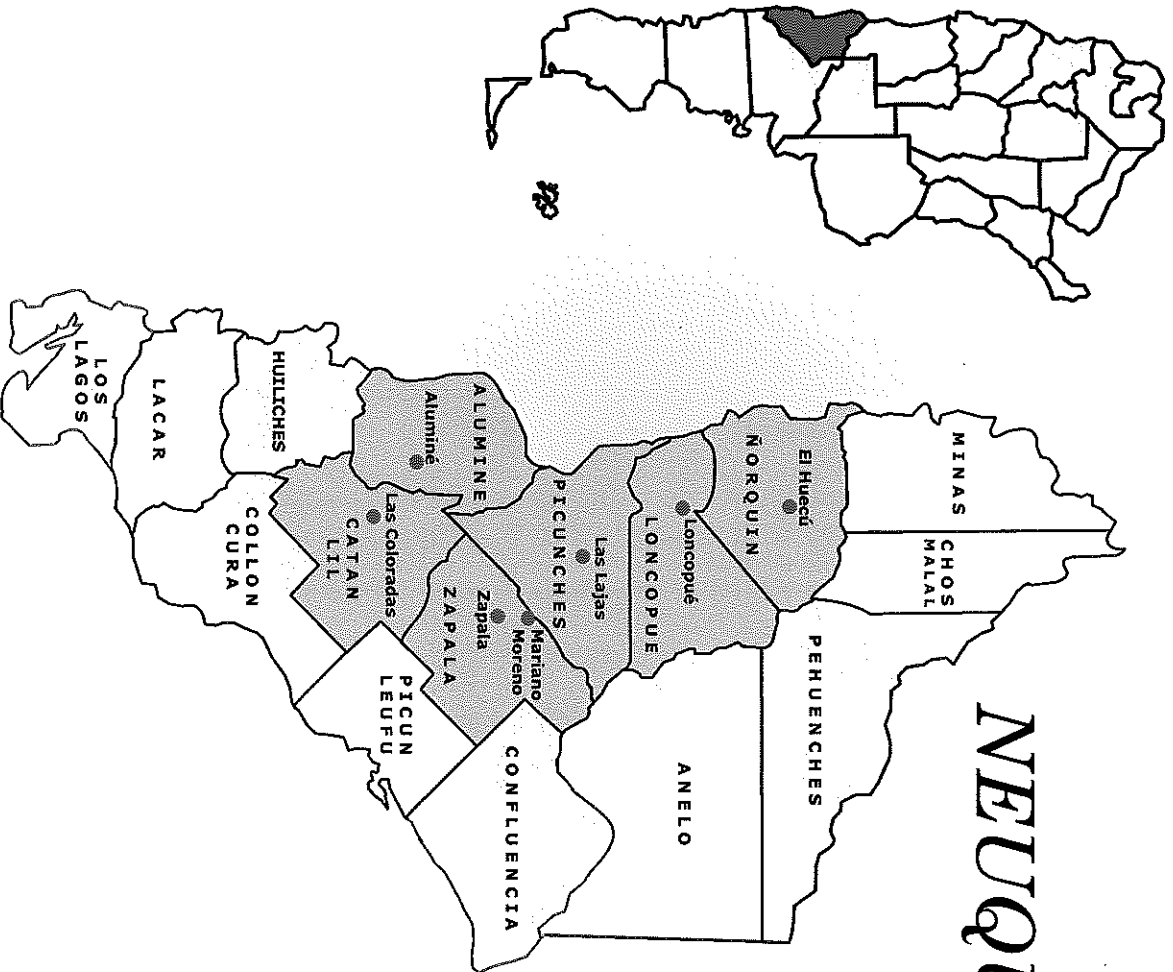 NEUQ
MINAS
CHOS
MALAL
PEHUENCHES
El Huecú
ÑORQUIN
Loncopué
LONCOPUE
ANELO
Las Lajas
PICUNCHES
Mariano
Moreno
CONFLUENCIA
ALUMINE
Aluminé
Zapala
ZAPALA
PICUN
LEUFU
Las Coloradas
CATAN
LIL
HUILICHES
COLLON
CURA
LACAR
LOS
LAGOS